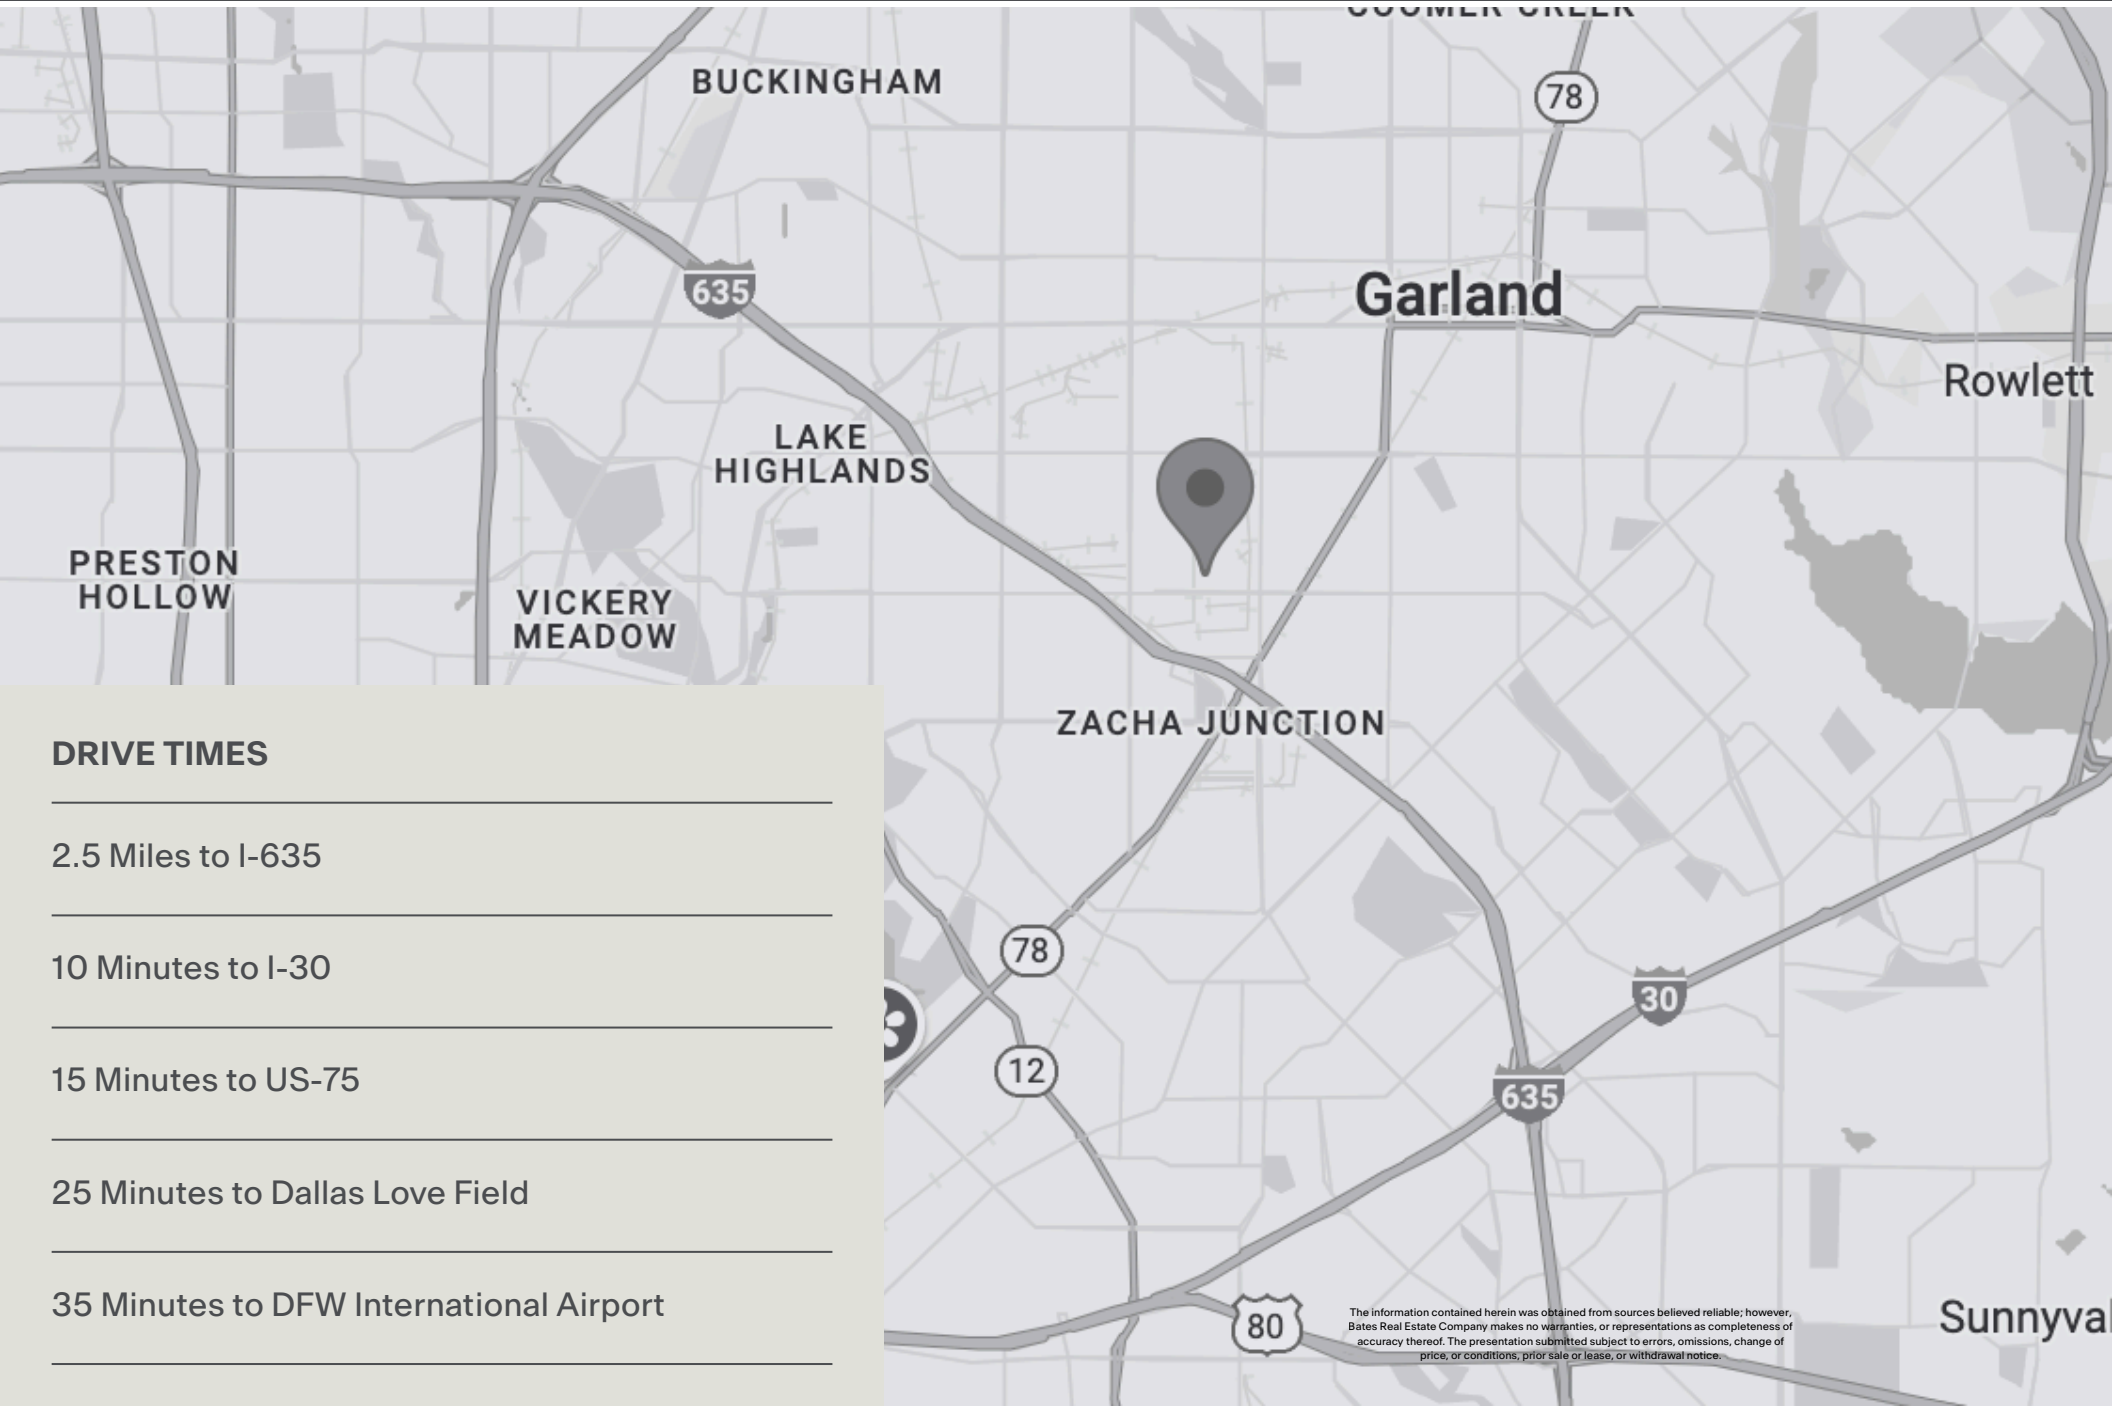 COOMER CREEK
BUCKINGHAM
78
635
Garland
Rowlett
LAKE
HIGHLANDS
PRESTON
HOLLOW
VICKERY
MEADOW
ZACHA JUNCTION
DRIVE TIMES
2.5 Miles to I-635
10 Minutes to I-30
15 Minutes to US-75
25 Minutes to Dallas Love Field
35 Minutes to DFW International Airport
78
30
12
635
80
The information contained herein was obtained from sources believed reliable; however,
Bates Real Estate Company makes no warranties, or representations as completeness of
accuracy thereof. The presentation submitted subject to errors, omissions, change of
price, or conditions, prior sale or lease, or withdrawal notice.
Sunnyval